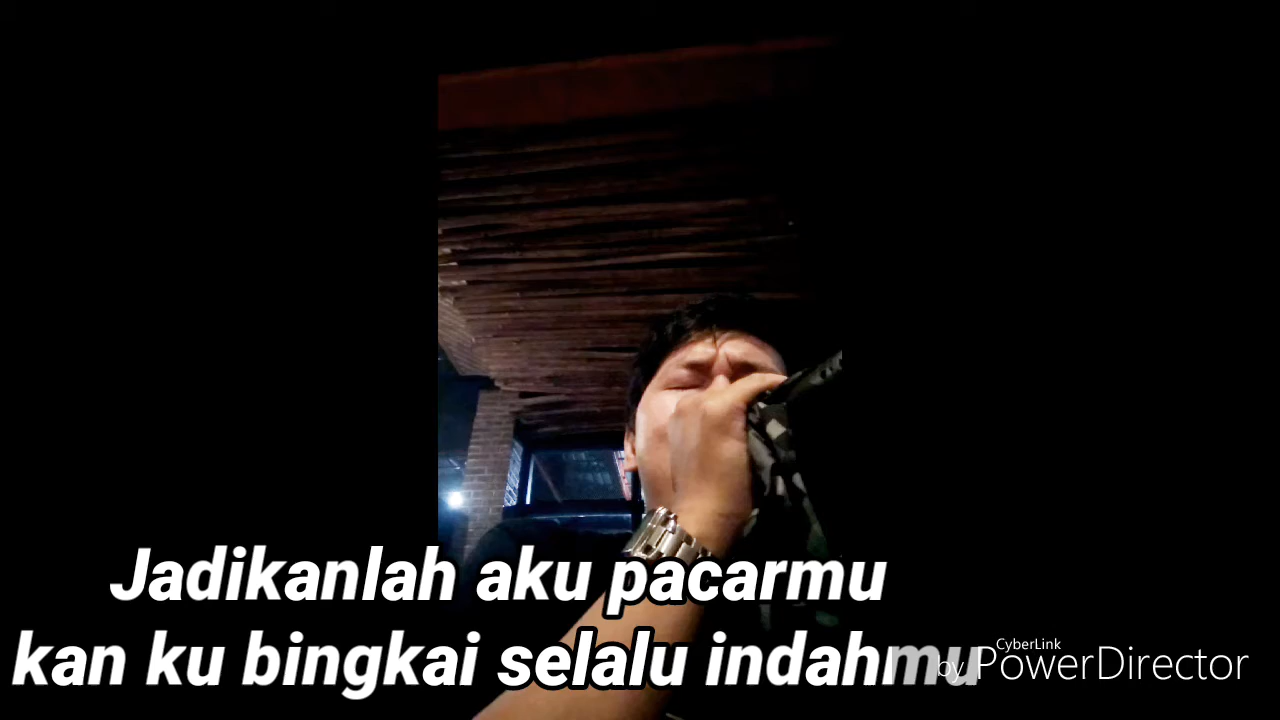 Jadikanlah aku pacarmu
kan ku bingkai selalu indahmu
CyberLink
by PowerDirector